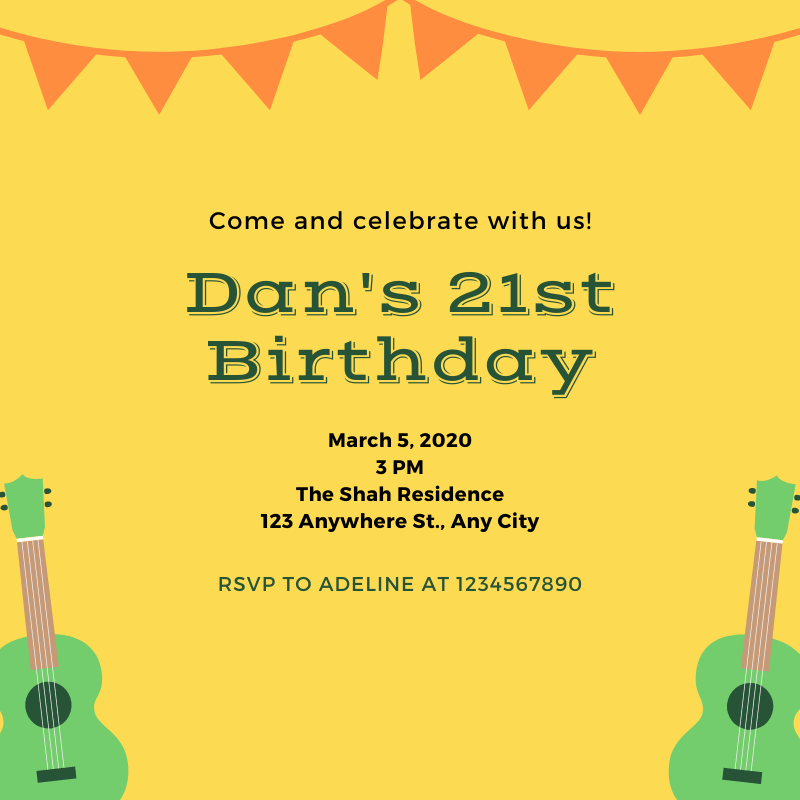 Come and celebrate with us!
Dan's 21st
Birthday
March 5, 2020
3 PM
The Shah Residence
123 Anywhere St., Any City
RSVP TO ADELINE AT 1234567890